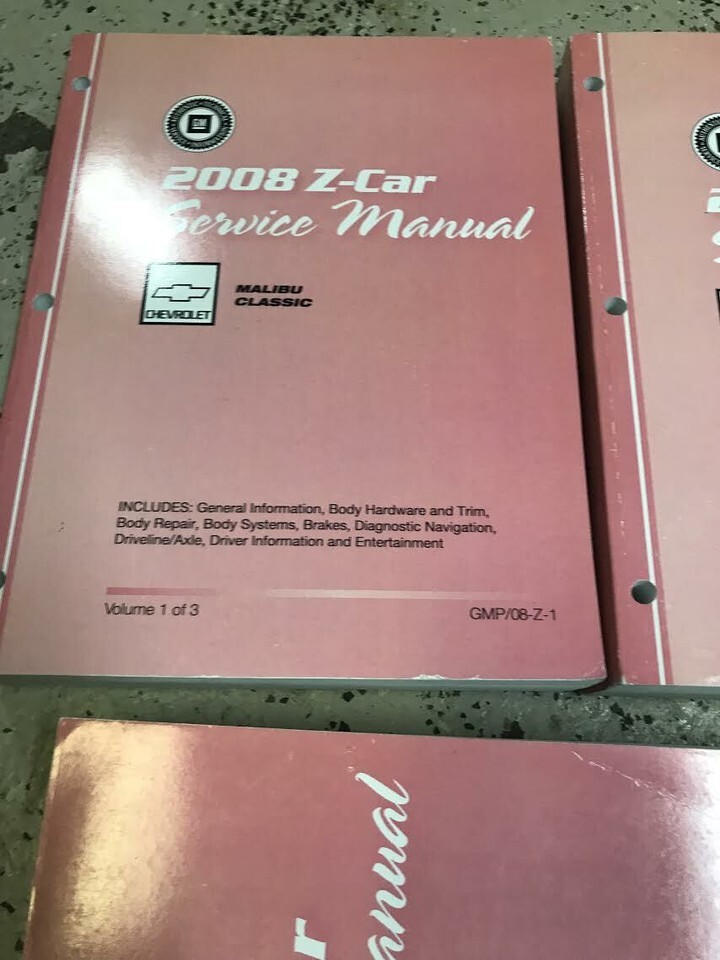 GM
2008 Z-Car
Service Manual
CHEVROLET
MALIBU
CLASSIC
INCLUDES: General Information, Body Hardware and Trim,
Body Repair, Body Systems, Brakes, Diagnostic Navigation,
Driveline/Axle, Driver Information and Entertainment
Volume 1 of 3
GMP/08-Z-1